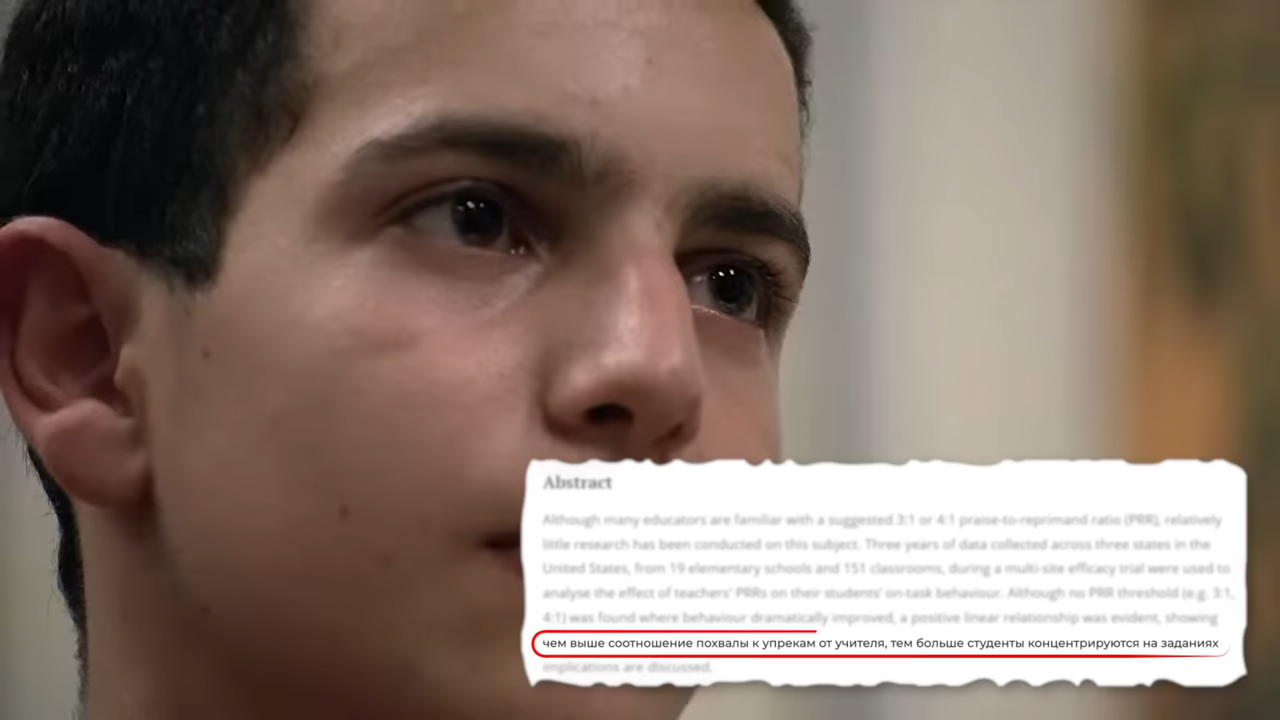 Abstract
Although many educators are familiar with a suggested 3:1 or 4:1 praise-to-reprimand ratio (PRR), relatively
little research has been conducted on this subject. Three years of data collected across three states in the
United States, from 19 elementary schools and 151 classrooms, during a multi-site efficacy trial were used to
analyse the effect of teachers' PRRs on their students' on-task behaviour. Although no PRR threshold (e.g. 3:1,
4:1) was found where behaviour dramatically improved, a positive linear relationship was evident, showing
чем выше соотношение похвалы к упрекам от учителя, тем больше студенты концентрируются на заданиях
implications are discussed.